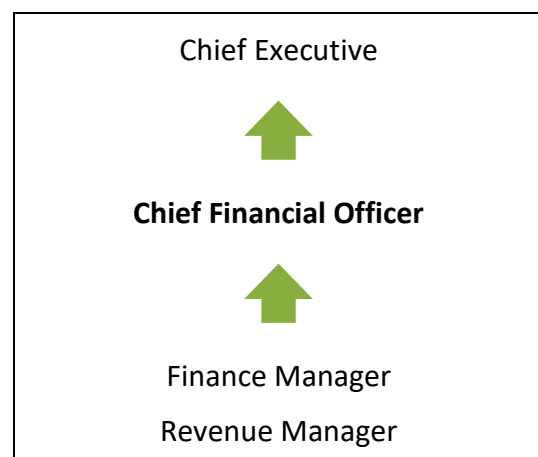 Chief Executive
Chief Financial Officer
Finance Manager
Revenue Manager